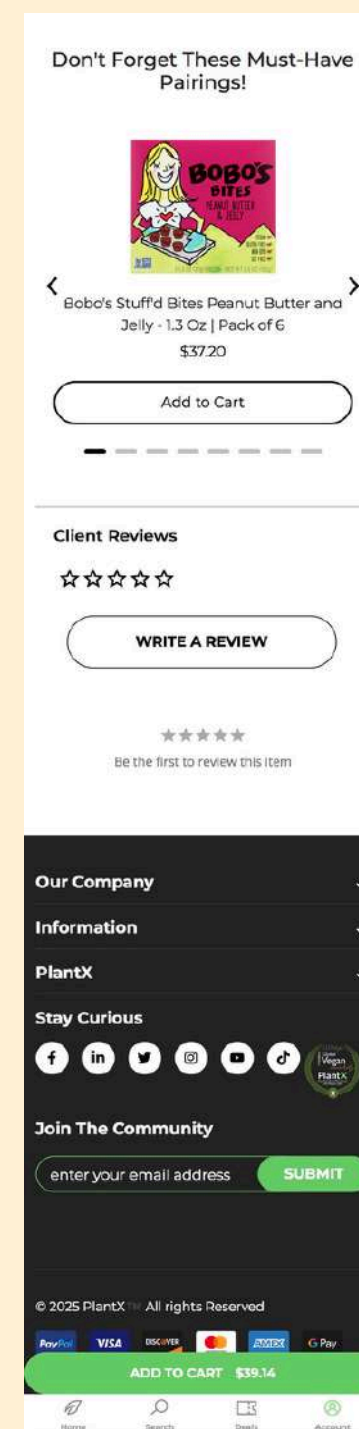 Don't Forget These Must-Have
Pairings!
BOBO'S
BITES
PEANUT BUTTER
& JELLY
Bobo's Stuff'd Bites Peanut Butter and
Jelly - 1.3 Oz | Pack of 6
$37.20
Add to Cart
Client Reviews
WRITE A REVIEW
Be the first to review this item
Our Company
Information
PlantX
Stay Curious
Vegan
PlantX
Join The Community
enter your email address SUBMIT
© 2025 PlantX™ All rights Reserved
PayPal VISA DISCOVER AMEX G Pay
ADD TO CART $39.14
Home Search Deals Account